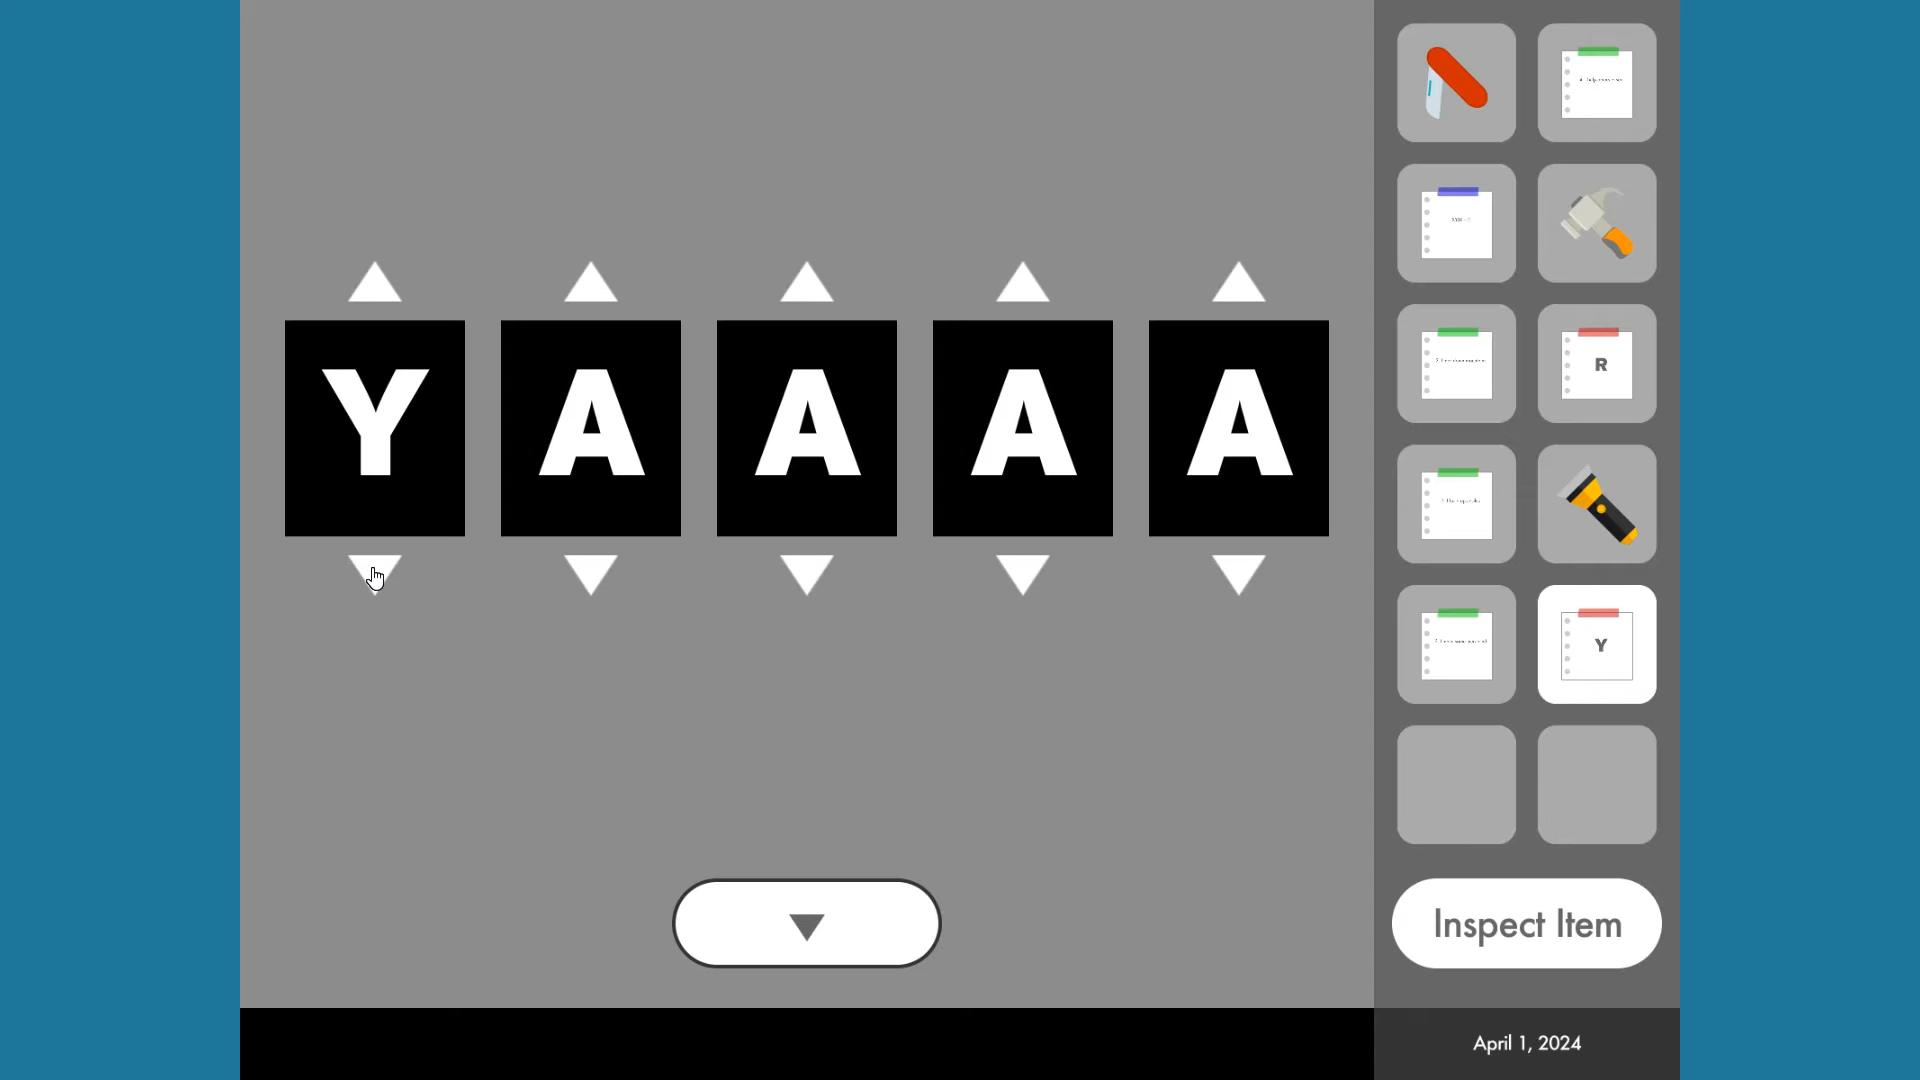 Y A A A A
R
Y
Inspect Item
April 1, 2024